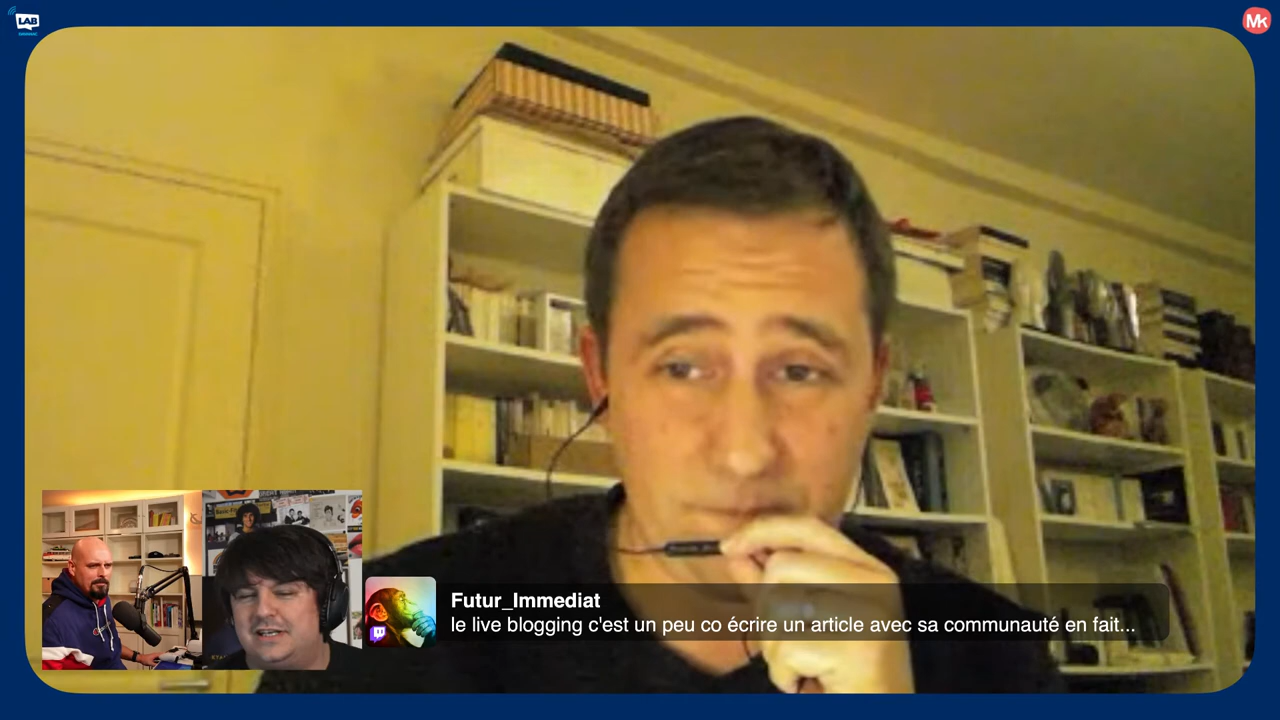 LAB
Mk
Futur_Immediat
le live blogging c'est un peu co écrire un article avec sa communauté en fait...